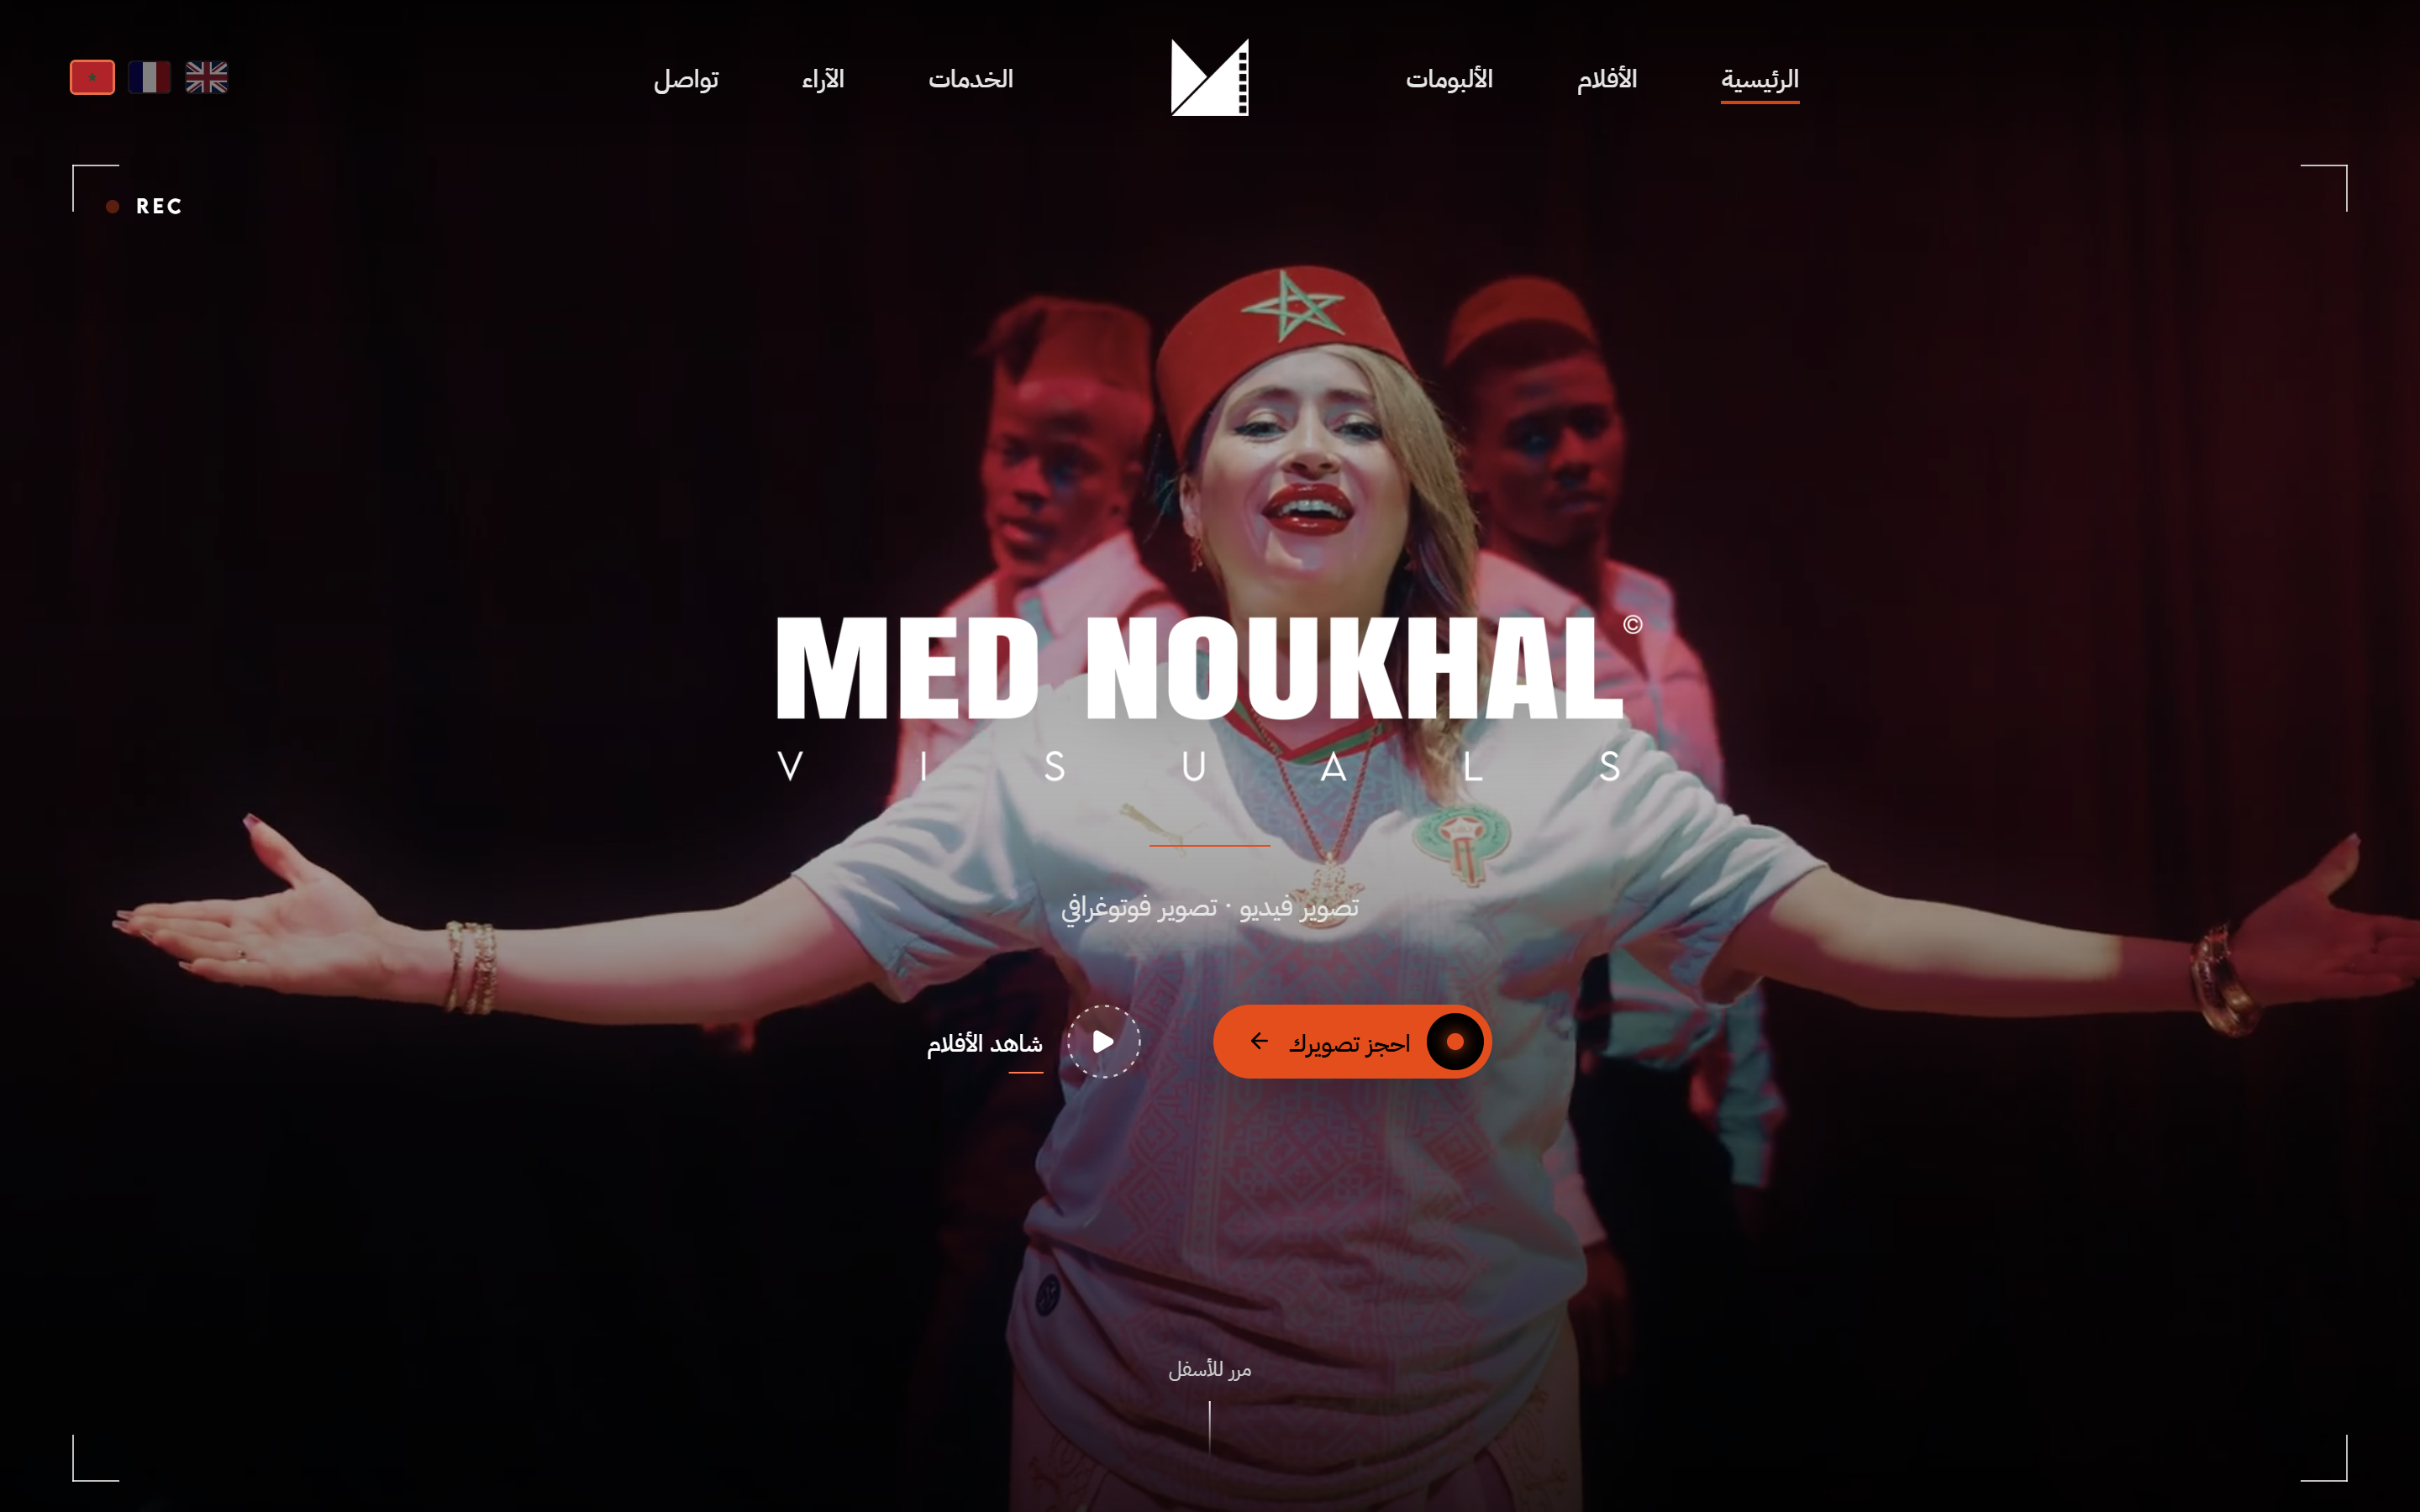 الرئيسية
الأفلام
الألبومات
الخدمات
الآراء
تواصل
REC
MED NOUKHAL©
VISUALS
تصوير فيديو · تصوير فوتوغرافي
احجز تصويرك
شاهد الأفلام
مرر للأسفل